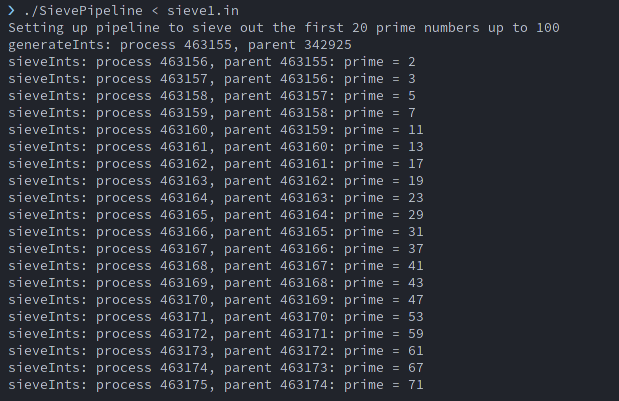 ❯ ./SievePipeline < sieve1.in
Setting up pipeline to sieve out the first 20 prime numbers up to 100
generateInts: process 463155, parent 342925
sieveInts: process 463156, parent 463155: prime = 2
sieveInts: process 463157, parent 463156: prime = 3
sieveInts: process 463158, parent 463157: prime = 5
sieveInts: process 463159, parent 463158: prime = 7
sieveInts: process 463160, parent 463159: prime = 11
sieveInts: process 463161, parent 463160: prime = 13
sieveInts: process 463162, parent 463161: prime = 17
sieveInts: process 463163, parent 463162: prime = 19
sieveInts: process 463164, parent 463163: prime = 23
sieveInts: process 463165, parent 463164: prime = 29
sieveInts: process 463166, parent 463165: prime = 31
sieveInts: process 463167, parent 463166: prime = 37
sieveInts: process 463168, parent 463167: prime = 41
sieveInts: process 463169, parent 463168: prime = 43
sieveInts: process 463170, parent 463169: prime = 47
sieveInts: process 463171, parent 463170: prime = 53
sieveInts: process 463172, parent 463171: prime = 59
sieveInts: process 463173, parent 463172: prime = 61
sieveInts: process 463174, parent 463173: prime = 67
sieveInts: process 463175, parent 463174: prime = 71